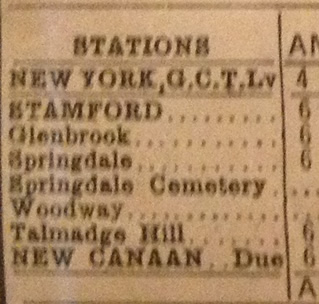 STATIONS AM
NEW YORK, G.C.T. Lv 4
STAMFORD......... 6
Glenbrook........... 6
Springdale........... 6
Springdale Cemetery. ...
Woodway............. ...
Talmadge Hill....... 6
NEW CANAAN..Due 6
A